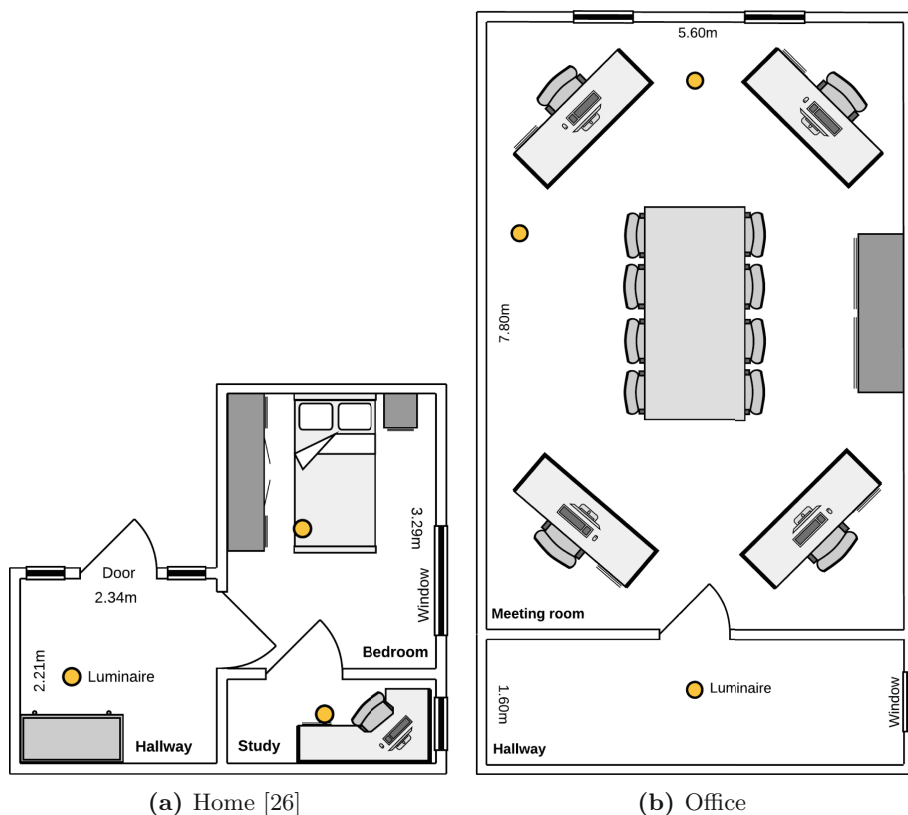 5.60m
7.80m
Meeting room
1.60m
Luminaire
Window
Hallway
3.29m
Window
Door
2.34m
Bedroom
2.21m
Luminaire
Hallway
Study
(a) Home [26]
(b) Office